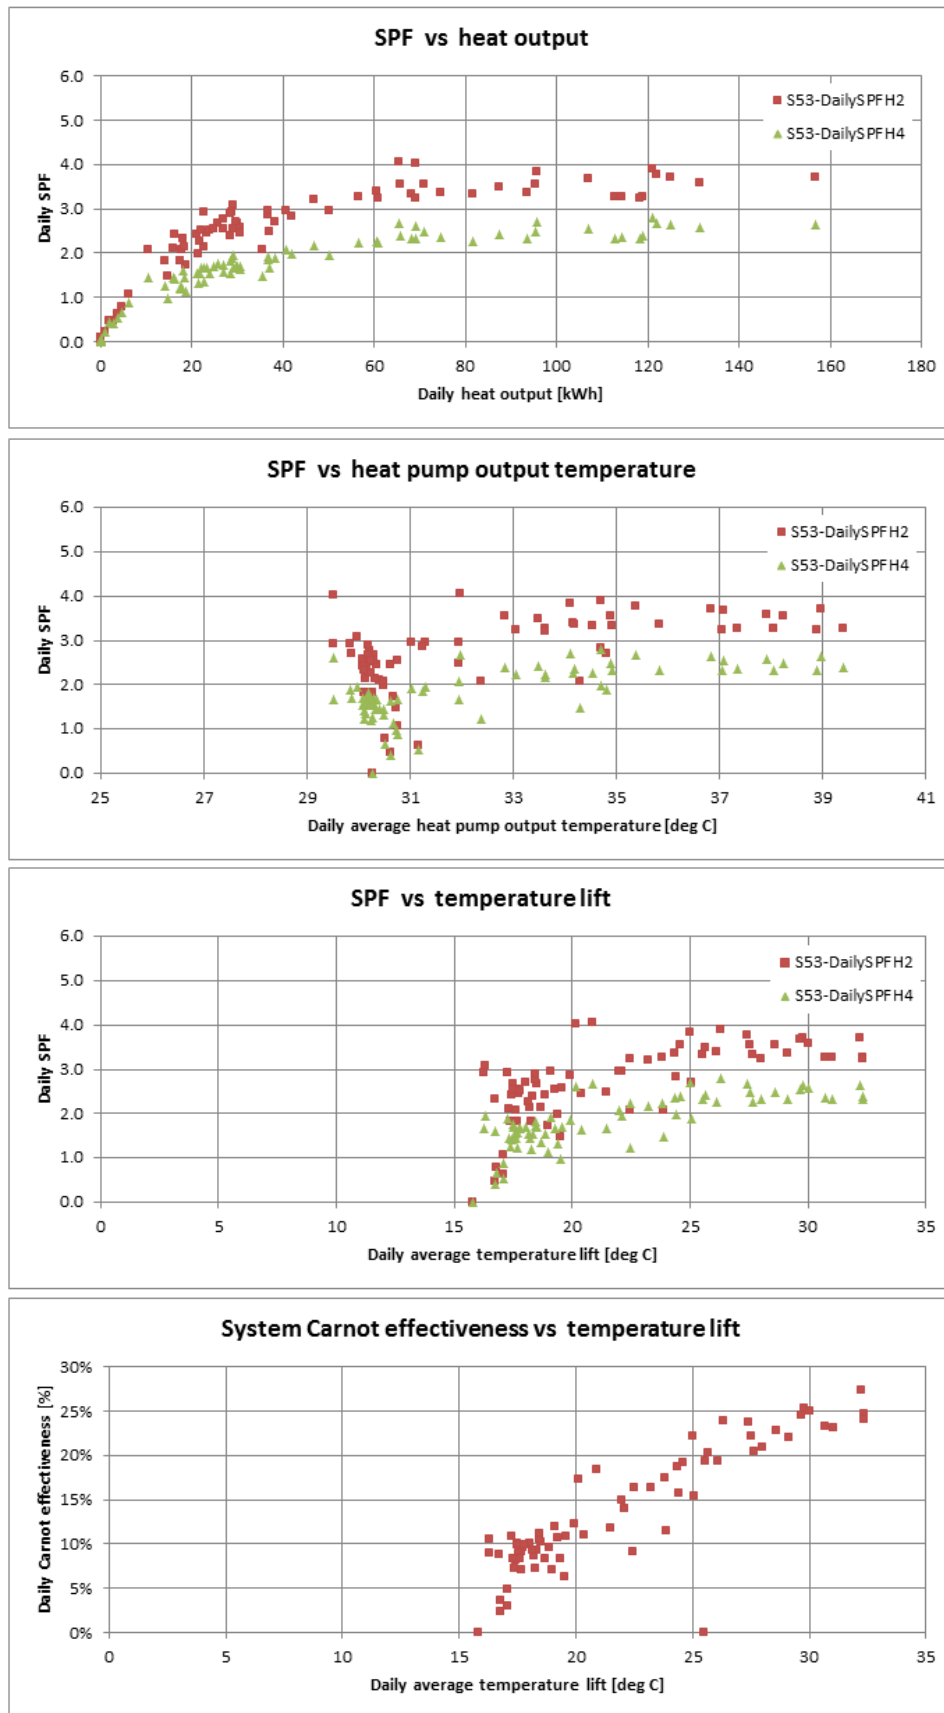 SPF vs heat output
6.0
5.0
4.0
3.0
2.0
1.0
0.0
Daily SPF
S53-DailySPFH2
S53-DailySPFH4
0 20 40 60 80 100 120 140 160 180
Daily heat output [kWh]
SPF vs heat pump output temperature
6.0
5.0
4.0
3.0
2.0
1.0
0.0
Daily SPF
S53-DailySPFH2
S53-DailySPFH4
25 27 29 31 33 35 37 39 41
Daily average heat pump output temperature [deg C]
SPF vs temperature lift
6.0
5.0
4.0
3.0
2.0
1.0
0.0
Daily SPF
S53-DailySPFH2
S53-DailySPFH4
0 5 10 15 20 25 30 35
Daily average temperature lift [deg C]
System Carnot effectiveness vs temperature lift
30%
25%
20%
15%
10%
5%
0%
Daily Carnot effectiveness [%]
0 5 10 15 20 25 30 35
Daily average temperature lift [deg C]